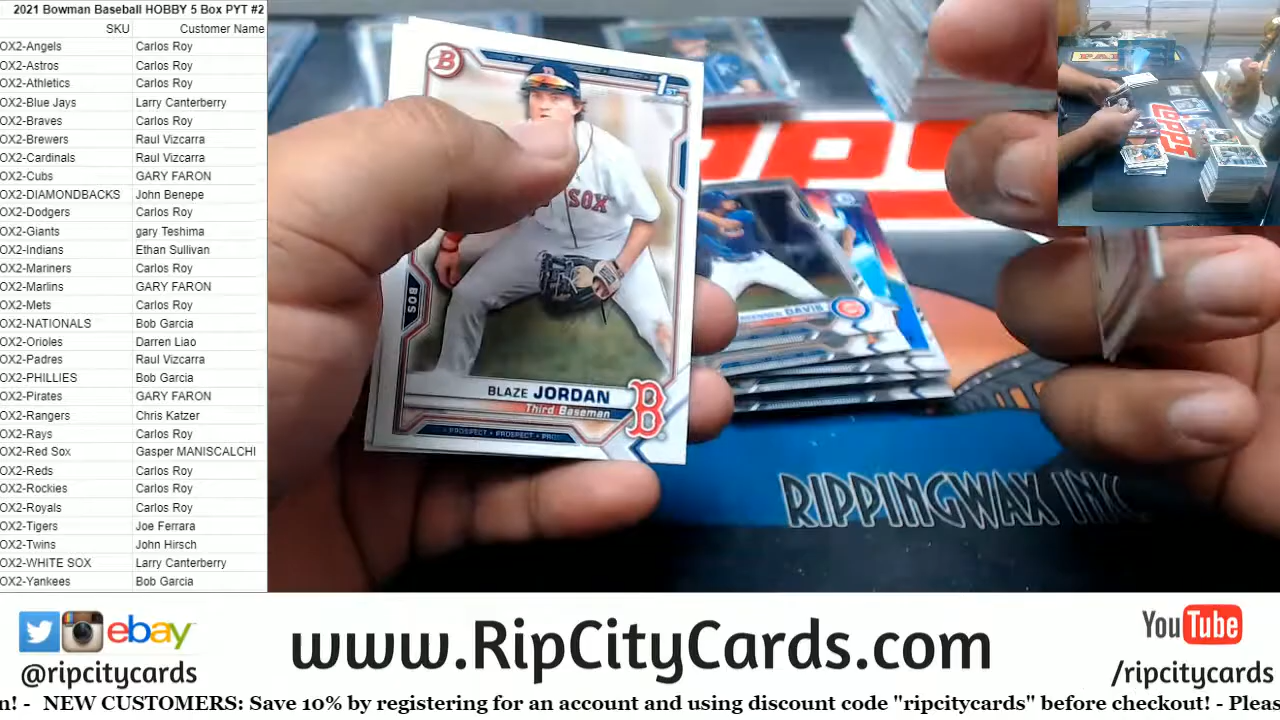 2021 Bowman Baseball HOBBY 5 Box PYT #2
SKU Customer Name
OX2-Angels Carlos Roy
OX2-Astros Carlos Roy
OX2-Athletics Carlos Roy
OX2-Blue Jays Larry Canterberry
OX2-Braves Carlos Roy
OX2-Brewers Raul Vizcarra
OX2-Cardinals Raul Vizcarra
OX2-Cubs GARY FARON
OX2-DIAMONDBACKS John Benepe
OX2-Dodgers Carlos Roy
OX2-Giants gary Teshima
OX2-Indians Ethan Sullivan
OX2-Mariners Carlos Roy
OX2-Marlins GARY FARON
OX2-Mets Carlos Roy
OX2-NATIONALS Bob Garcia
OX2-Orioles Darren Liao
OX2-Padres Raul Vizcarra
OX2-PHILLIES Bob Garcia
OX2-Pirates GARY FARON
OX2-Rangers Chris Katzer
OX2-Rays Carlos Roy
OX2-Red Sox Gasper MANISCALCHI
OX2-Reds Carlos Roy
OX2-Rockies Carlos Roy
OX2-Royals Carlos Roy
OX2-Tigers Joe Ferrara
OX2-Twins John Hirsch
OX2-WHITE SOX Larry Canterberry
OX2-Yankees Bob Garcia
B
1ST
SOX
BOS
BLAZE JORDAN
Third Baseman
PROSPECT • PROSPECT • PROS
B
DAVIS
topps
RIPPINGWAX INC
ebay
@ripcitycards
www.RipCityCards.com
YouTube
/ripcitycards
n! - NEW CUSTOMERS: Save 10% by registering for an account and using discount code "ripcitycards" before checkout! - Pleas